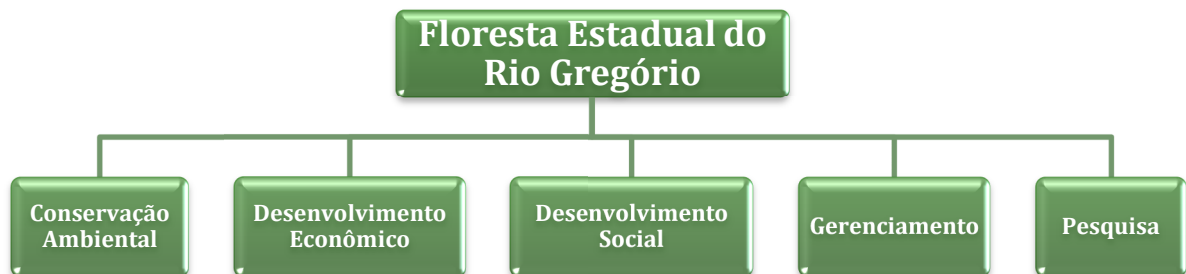 Floresta Estadual do
Rio Gregório
Conservação
Ambiental
Desenvolvimento
Econômico
Desenvolvimento
Social
Gerenciamento
Pesquisa